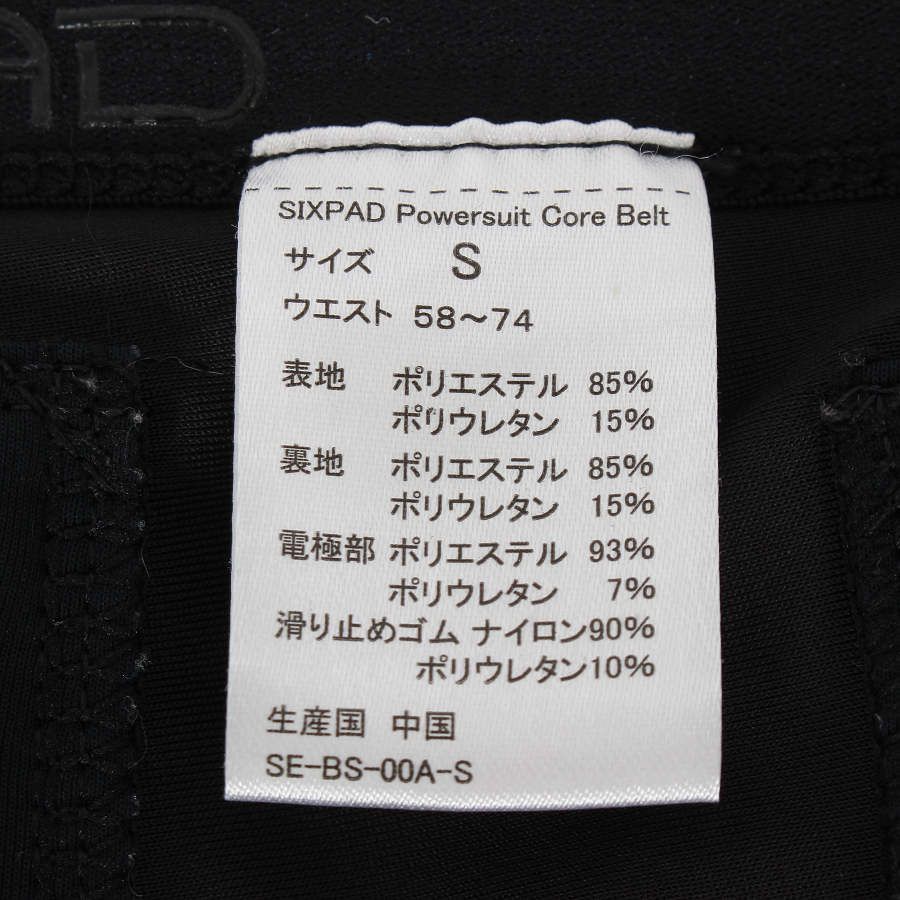 AD
SIXPAD Powersuit Core Belt
サイズ S
ウエスト 58～74
表地 ポリエステル 85%
ポリウレタン 15%
裏地 ポリエステル 85%
ポリウレタン 15%
電極部 ポリエステル 93%
ポリウレタン 7%
滑り止めゴム ナイロン90%
ポリウレタン10%
生産国 中国
SE-BS-00A-S